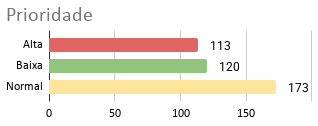 Prioridade
Alta 113
Baixa 120
Normal 173
0 50 100 150